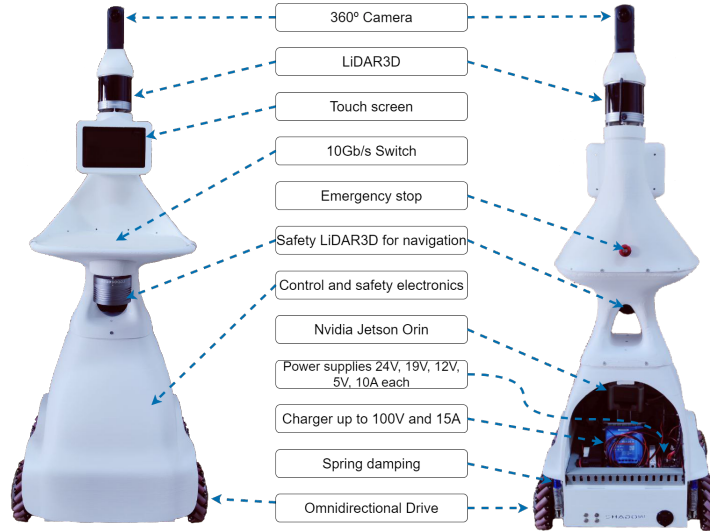 360º Camera
LiDAR3D
Touch screen
10Gb/s Switch
Emergency stop
Safety LiDAR3D for navigation
Control and safety electronics
Nvidia Jetson Orin
Power supplies 24V, 19V, 12V,
5V, 10A each
Charger up to 100V and 15A
Spring damping
Omnidirectional Drive